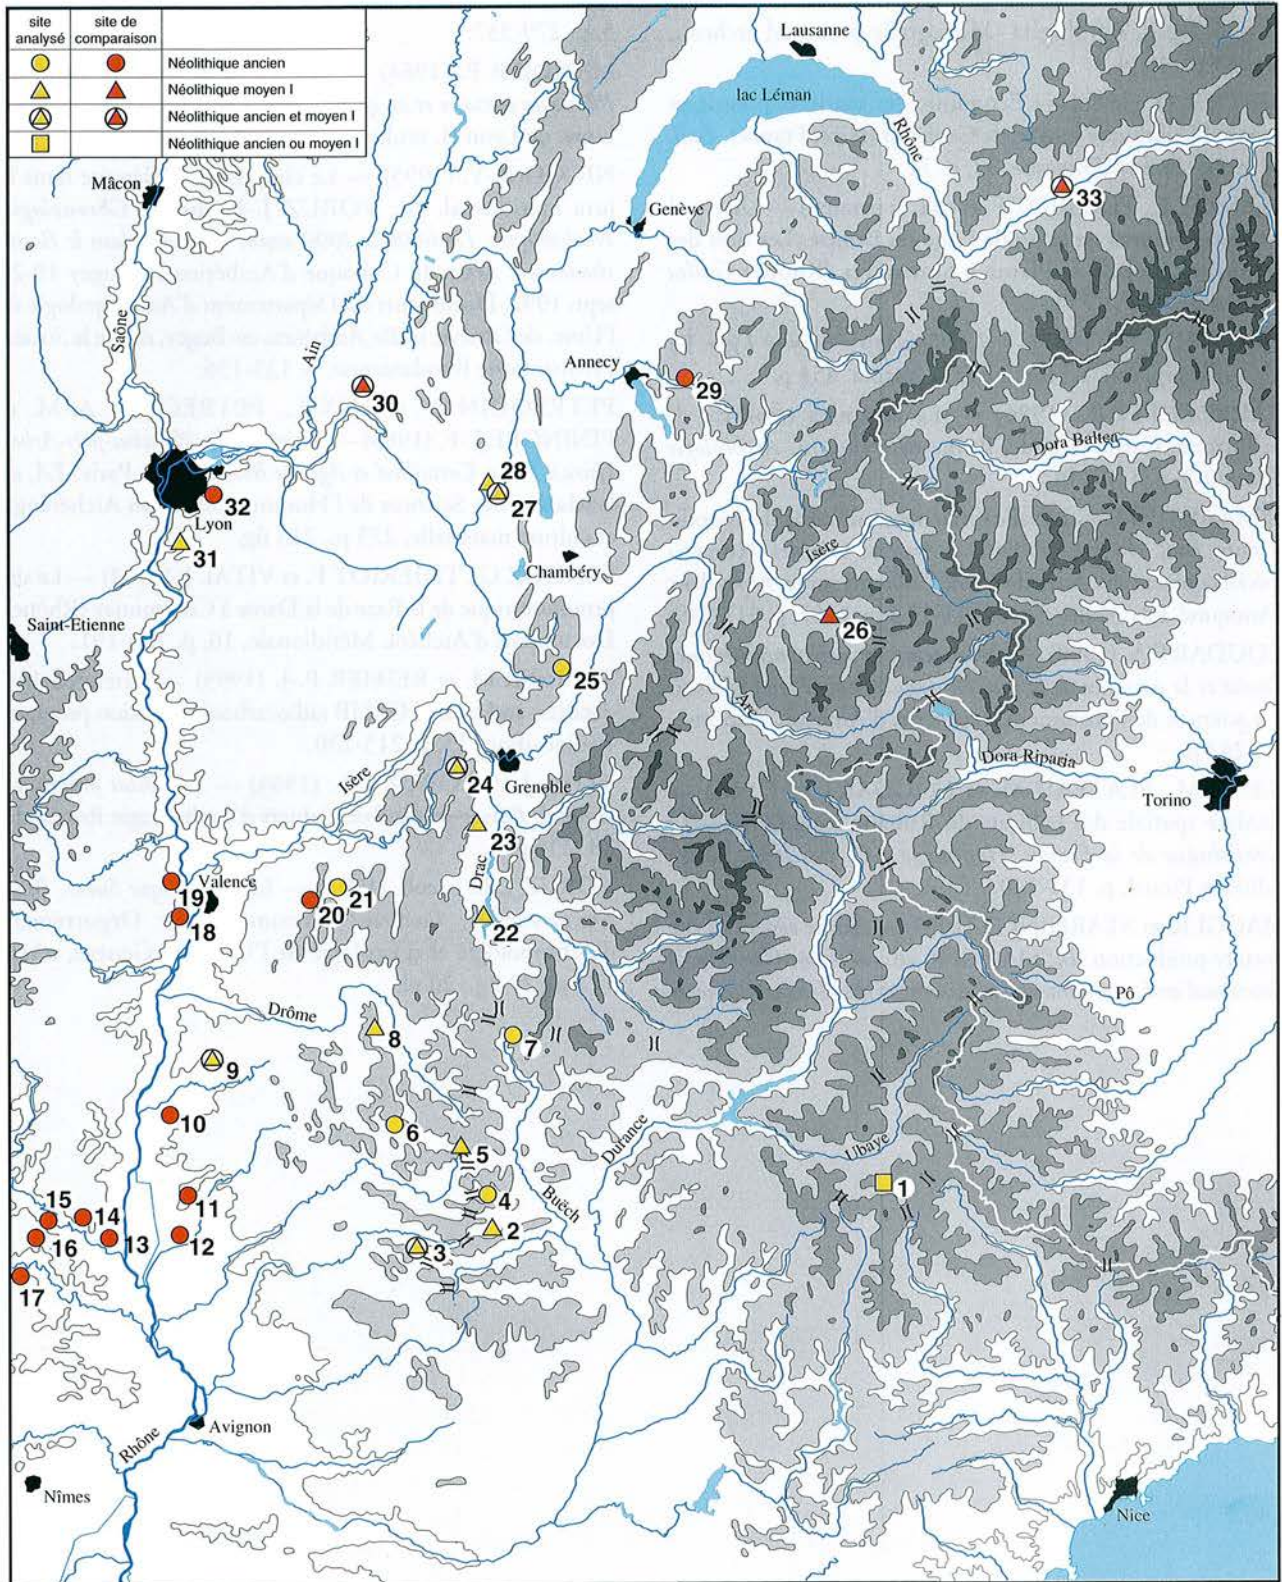 site analysé
site de comparaison
Néolithique ancien
Néolithique moyen I
Néolithique ancien et moyen I
Néolithique ancien ou moyen I
Lausanne
lac Léman
Rhône
Mâcon
33
Genève
Saône
Ain
Annecy
29
30
Dora Baltea
28
27
32
Lyon
31
Isère
Chambéry
26
Saint-Etienne
25
Arc
Dora Riparia
Isère
24
Grenoble
Torino
23
Drac
19
Valence
20
21
18
22
Pô
Drôme
8
7
9
10
6
5
Durance
Ubaye
1
4
Buëch
11
15
14
2
16
13
12
3
17
Avignon
Rhône
Nîmes
Nice